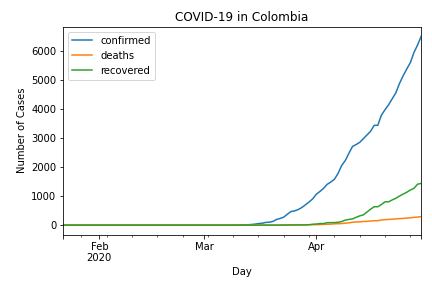 COVID-19 in Colombia
confirmed
deaths
recovered
Number of Cases
6000
5000
4000
3000
2000
1000
0
Feb
2020
Mar
Apr
Day